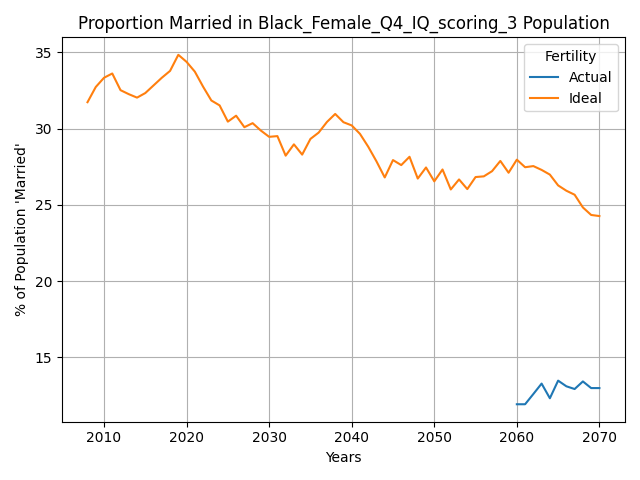 Proportion Married in Black_Female_Q4_IQ_scoring_3 Population
Fertility
Actual
Ideal
% of Population 'Married'
35
30
25
20
15
2010 2020 2030 2040 2050 2060 2070
Years